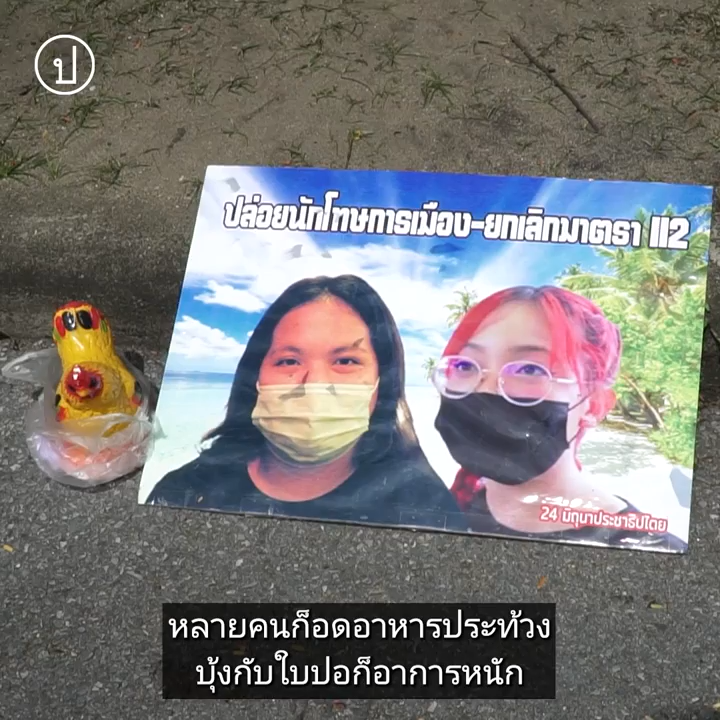 ป
ปล่อยนักโทษการเมือง-ยกเลิกมาตรา 112
24 มิถุนาประชาธิปไตย
หลายคนก็อดอาหารประท้วง
บุ้งกับใบปอก็อาการหนัก